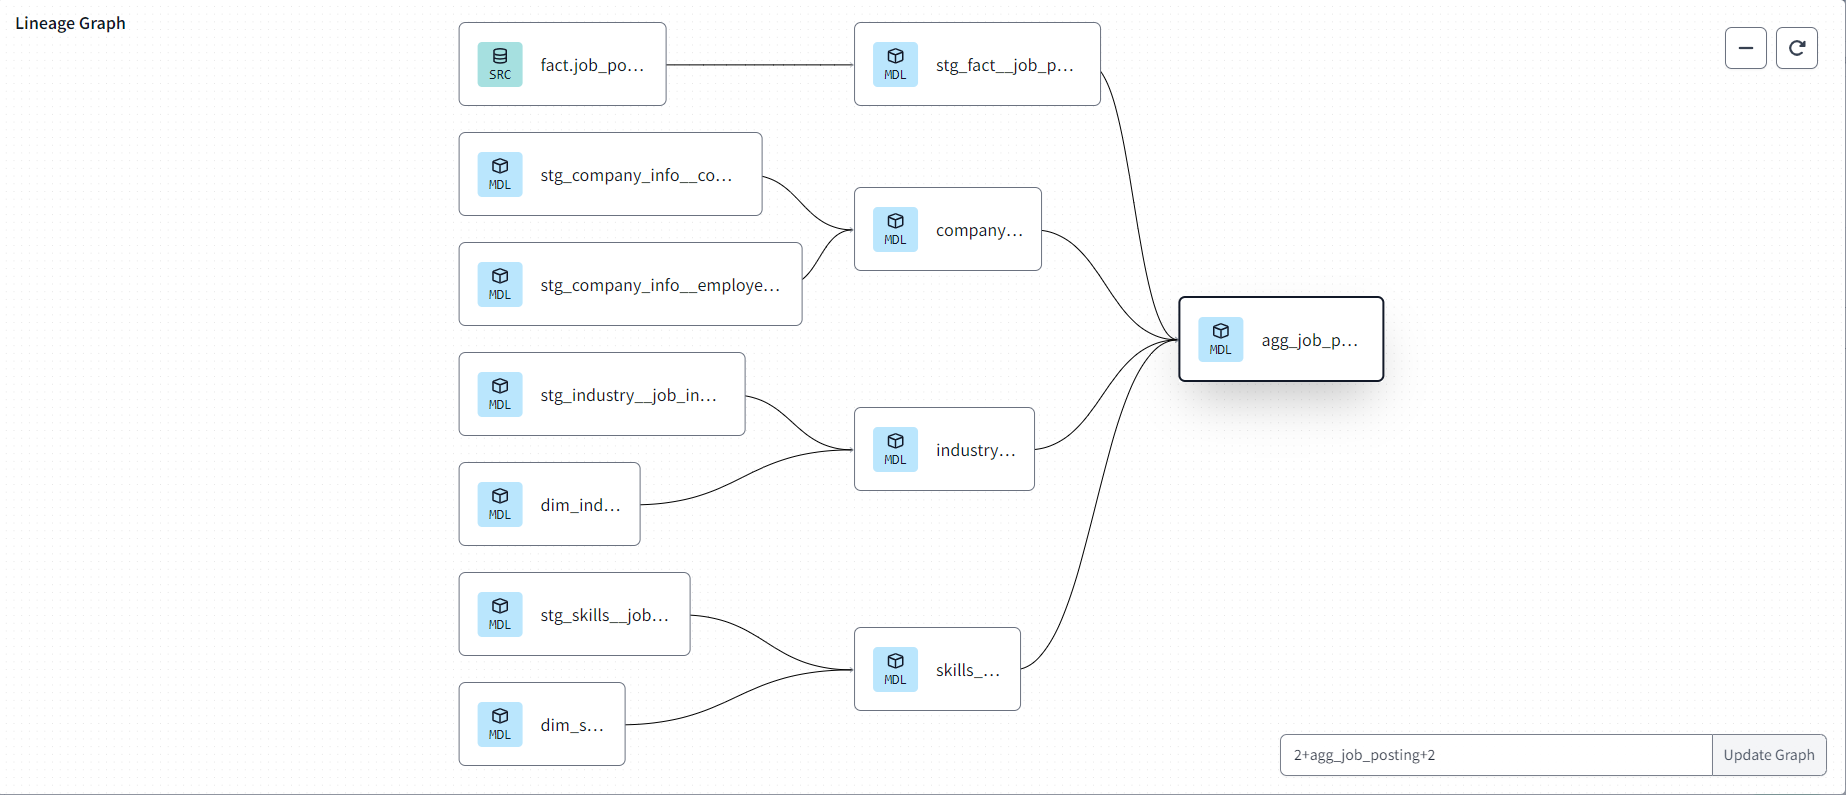 Lineage Graph
SRC
fact.job_po...
MDL
stg_fact__job_p...
MDL
stg_company_info__co...
MDL
company...
MDL
stg_company_info__employe...
MDL
agg_job_p...
MDL
stg_industry__job_in...
MDL
industry...
MDL
dim_ind...
MDL
stg_skills__job...
MDL
skills_...
MDL
dim_s...
2+agg_job_posting+2
Update Graph